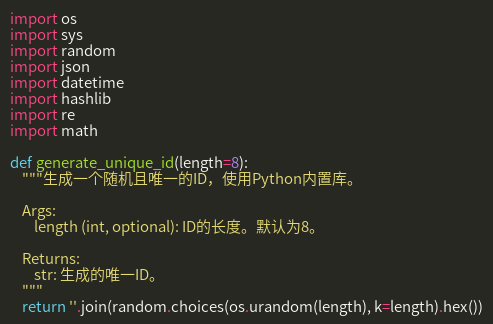 import os
import sys
import random
import json
import datetime
import hashlib
import re
import math

def generate_unique_id(length=8):
   """生成一个随机且唯一的ID，使用Python内置库。

   Args:
      length (int, optional): ID的长度。默认为8。

   Returns:
      str: 生成的唯一ID。
   """
   return ''.join(random.choices(os.urandom(length), k=length).hex())